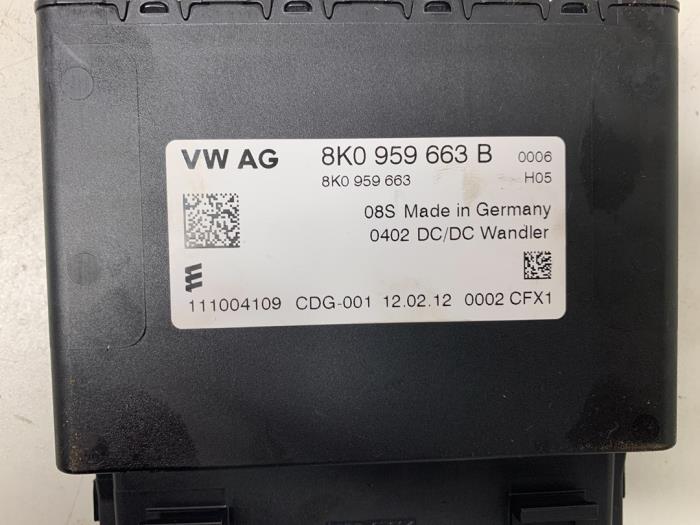 VW AG 8K0 959 663 B 0006
8K0 959 663 H05
08S Made in Germany
0402 DC/DC Wandler
111004109 CDG-001 12.02.12 0002 CFX1